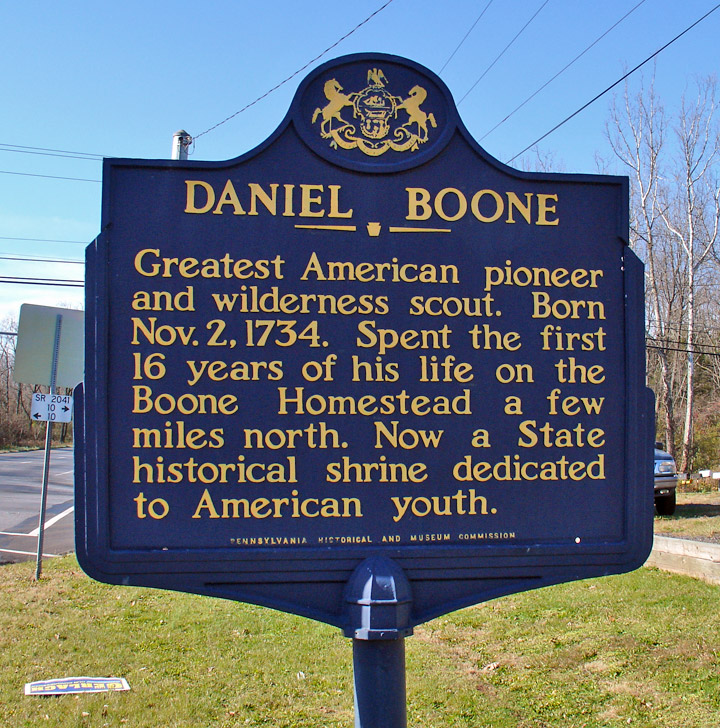 DANIEL BOONE
Greatest American pioneer
and wilderness scout. Born
Nov. 2, 1734. Spent the first
16 years of his life on the
Boone Homestead a few
miles north. Now a State
historical shrine dedicated
to American youth.
PENNSYLVANIA HISTORICAL AND MUSEUM COMMISSION
SR 2041
10
10